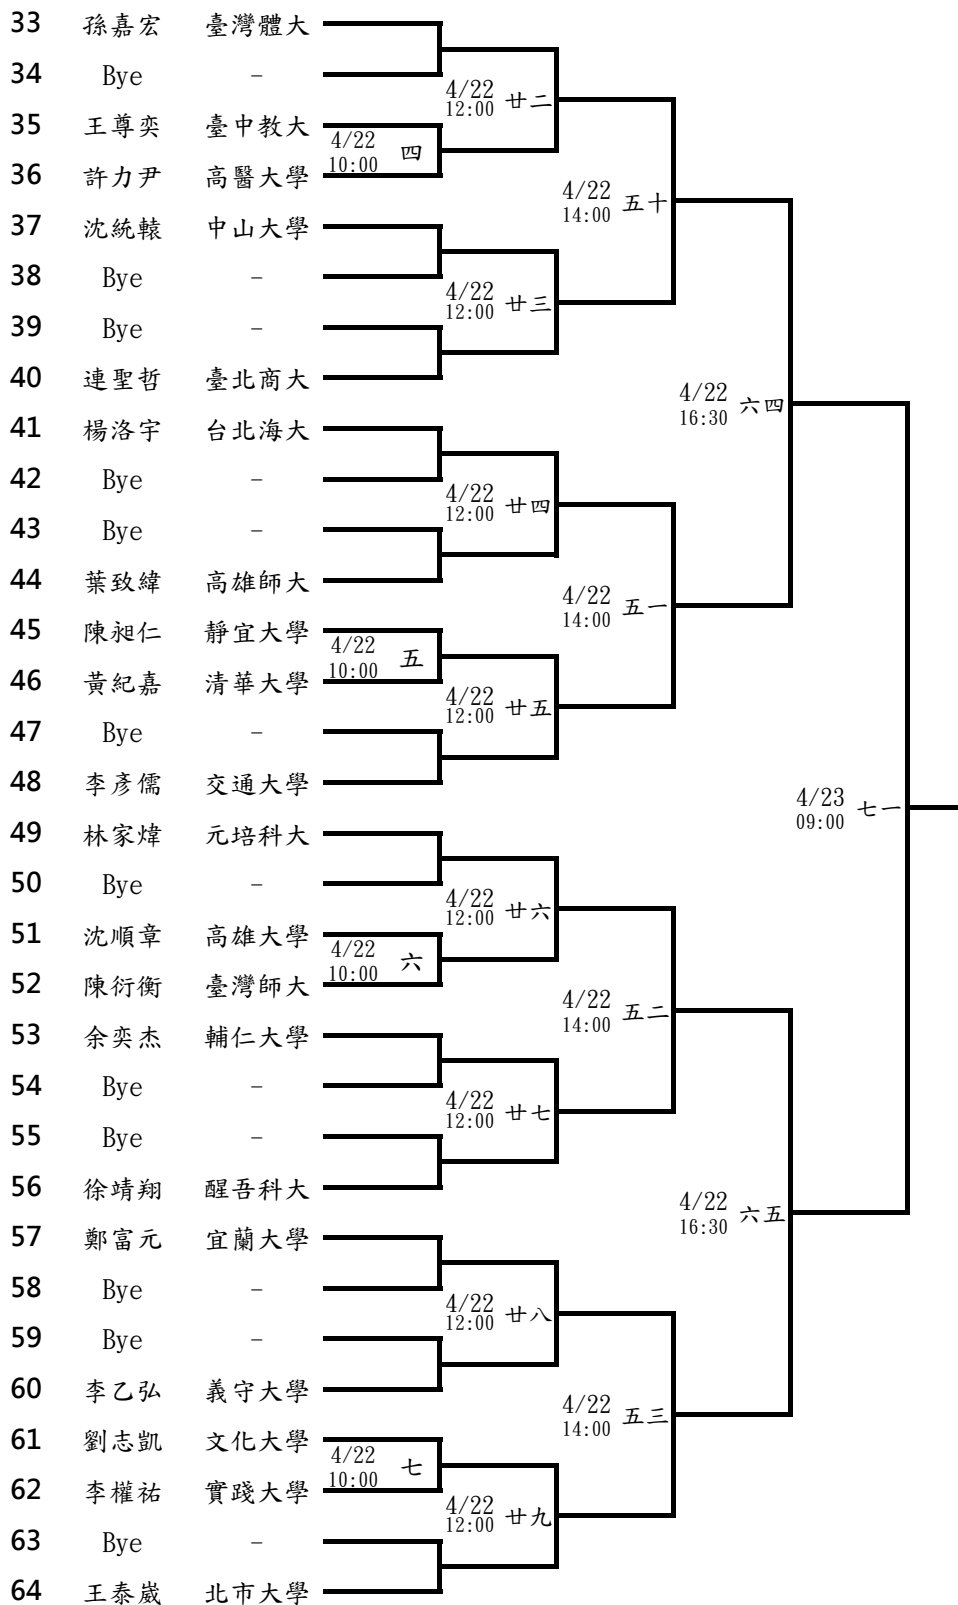 33 孫嘉宏 臺灣體大
34 Bye -
4/22
12:00 廿二
35 王尊奕 臺中教大
4/22
10:00 四
36 許力尹 高醫大學
4/22
14:00 五十
37 沈統轅 中山大學
38 Bye -
4/22
12:00 廿三
39 Bye -
40 連聖哲 臺北商大
4/22
16:30 六四
41 楊洛宇 台北海大
42 Bye -
4/22
12:00 廿四
43 Bye -
44 葉致緯 高雄師大
4/22
14:00 五一
45 陳昶仁 靜宜大學
4/22
10:00 五
46 黃紀嘉 清華大學
4/22
12:00 廿五
47 Bye -
48 李彥儒 交通大學
4/23
09:00 七一
49 林家煒 元培科大
50 Bye -
4/22
12:00 廿六
51 沈順章 高雄大學
4/22
10:00 六
52 陳衍衡 臺灣師大
4/22
14:00 五二
53 余奕杰 輔仁大學
54 Bye -
4/22
12:00 廿七
55 Bye -
56 徐靖翔 醒吾科大
4/22
16:30 六五
57 鄭富元 宜蘭大學
58 Bye -
4/22
12:00 廿八
59 Bye -
60 李乙弘 義守大學
4/22
14:00 五三
61 劉志凱 文化大學
4/22
10:00 七
62 李權祐 實踐大學
4/22
12:00 廿九
63 Bye -
64 王泰崴 北市大學